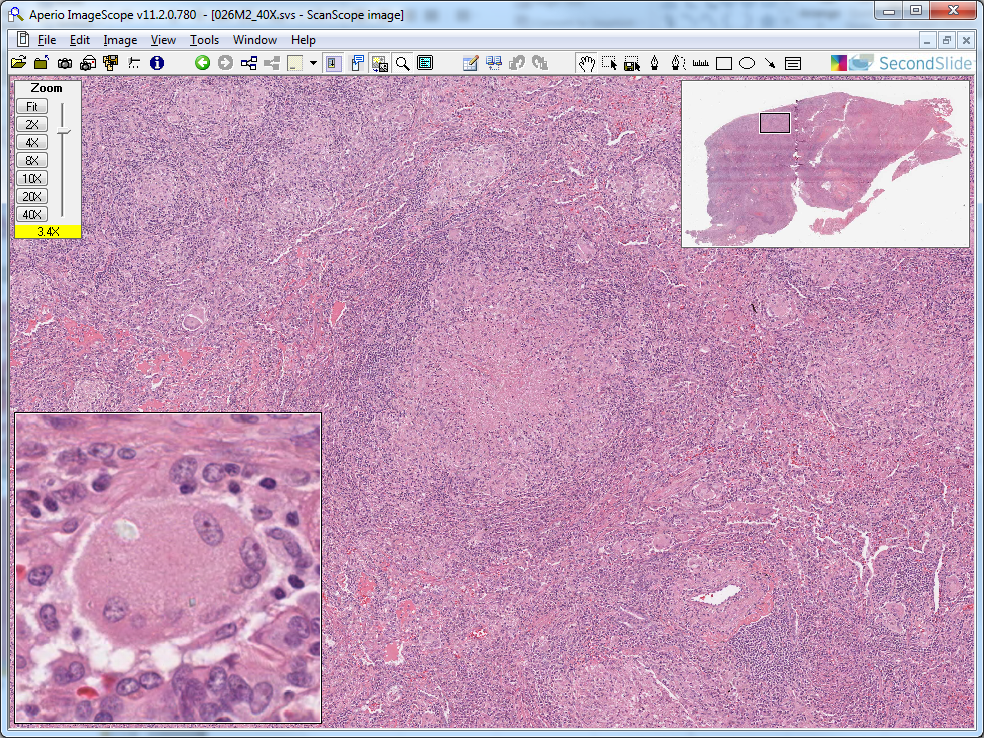 Aperio ImageScope v11.2.0.780 - [026M2_40X.svs - ScanScope image]
File Edit Image View Tools Window Help
SecondSlide
Zoom
Fit
2X
4X
8X
10X
20X
40X
3.4X